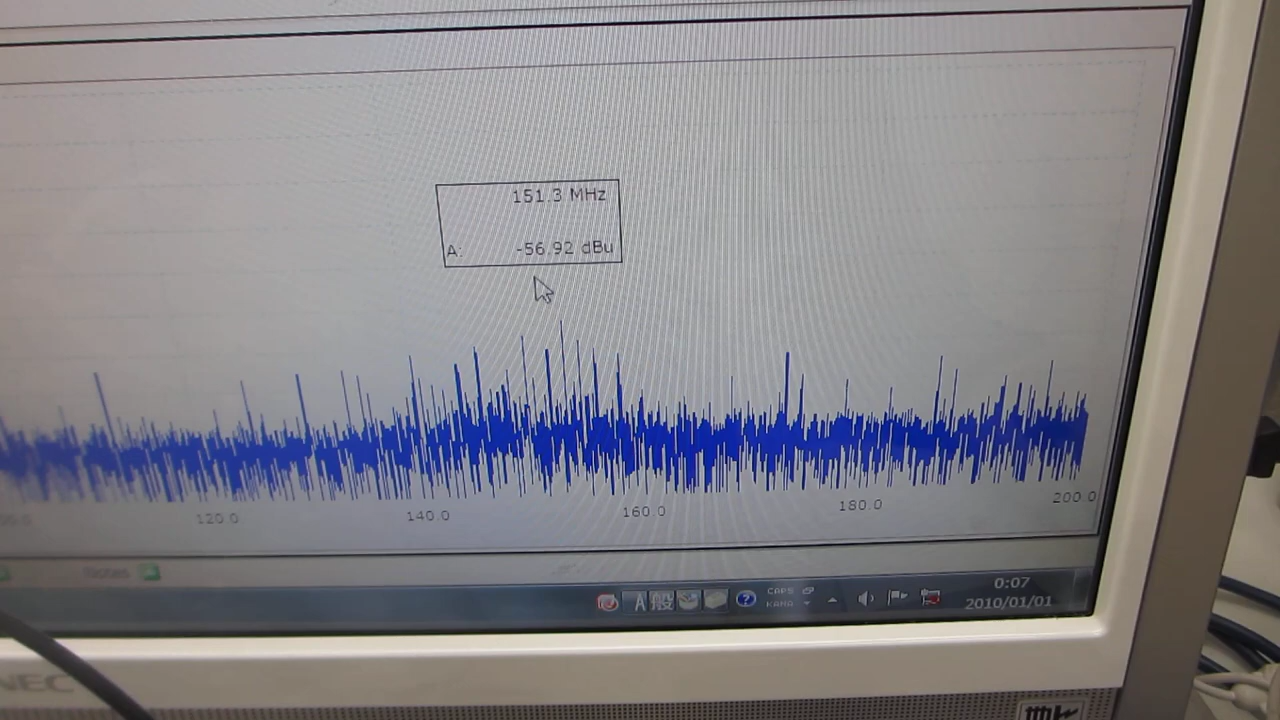 151.3 MHz
A: -56.92 dBu
120.0 140.0 160.0 180.0 200.0
Notes
A 般 ? CAPS
KANA
0:07
2010/01/01
NEC